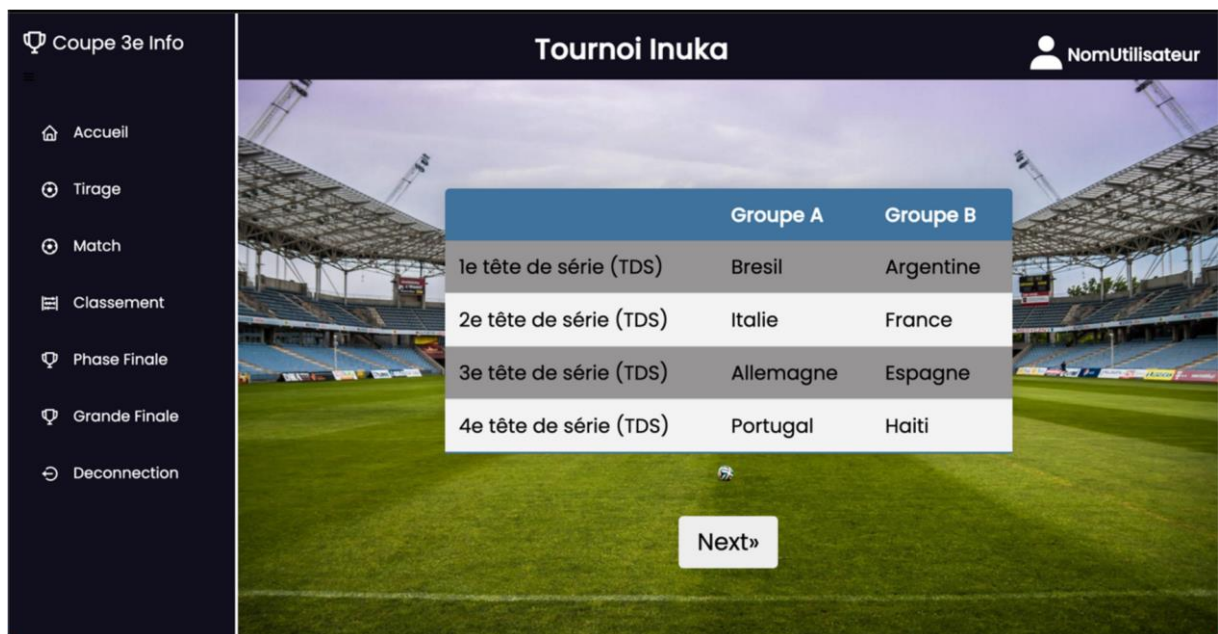 Coupe 3e Info
Tournoi Inuka
NomUtilisateur
Accueil
Tirage
Match
Classement
Phase Finale
Grande Finale
Deconnection
Groupe A Groupe B
1e tête de série (TDS) Bresil Argentine
2e tête de série (TDS) Italie France
3e tête de série (TDS) Allemagne Espagne
4e tête de série (TDS) Portugal Haiti
Next»